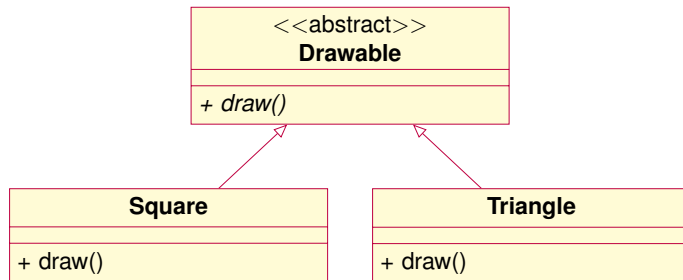 <<abstract>>
Drawable
+ draw()
Square
+ draw()
Triangle
+ draw()